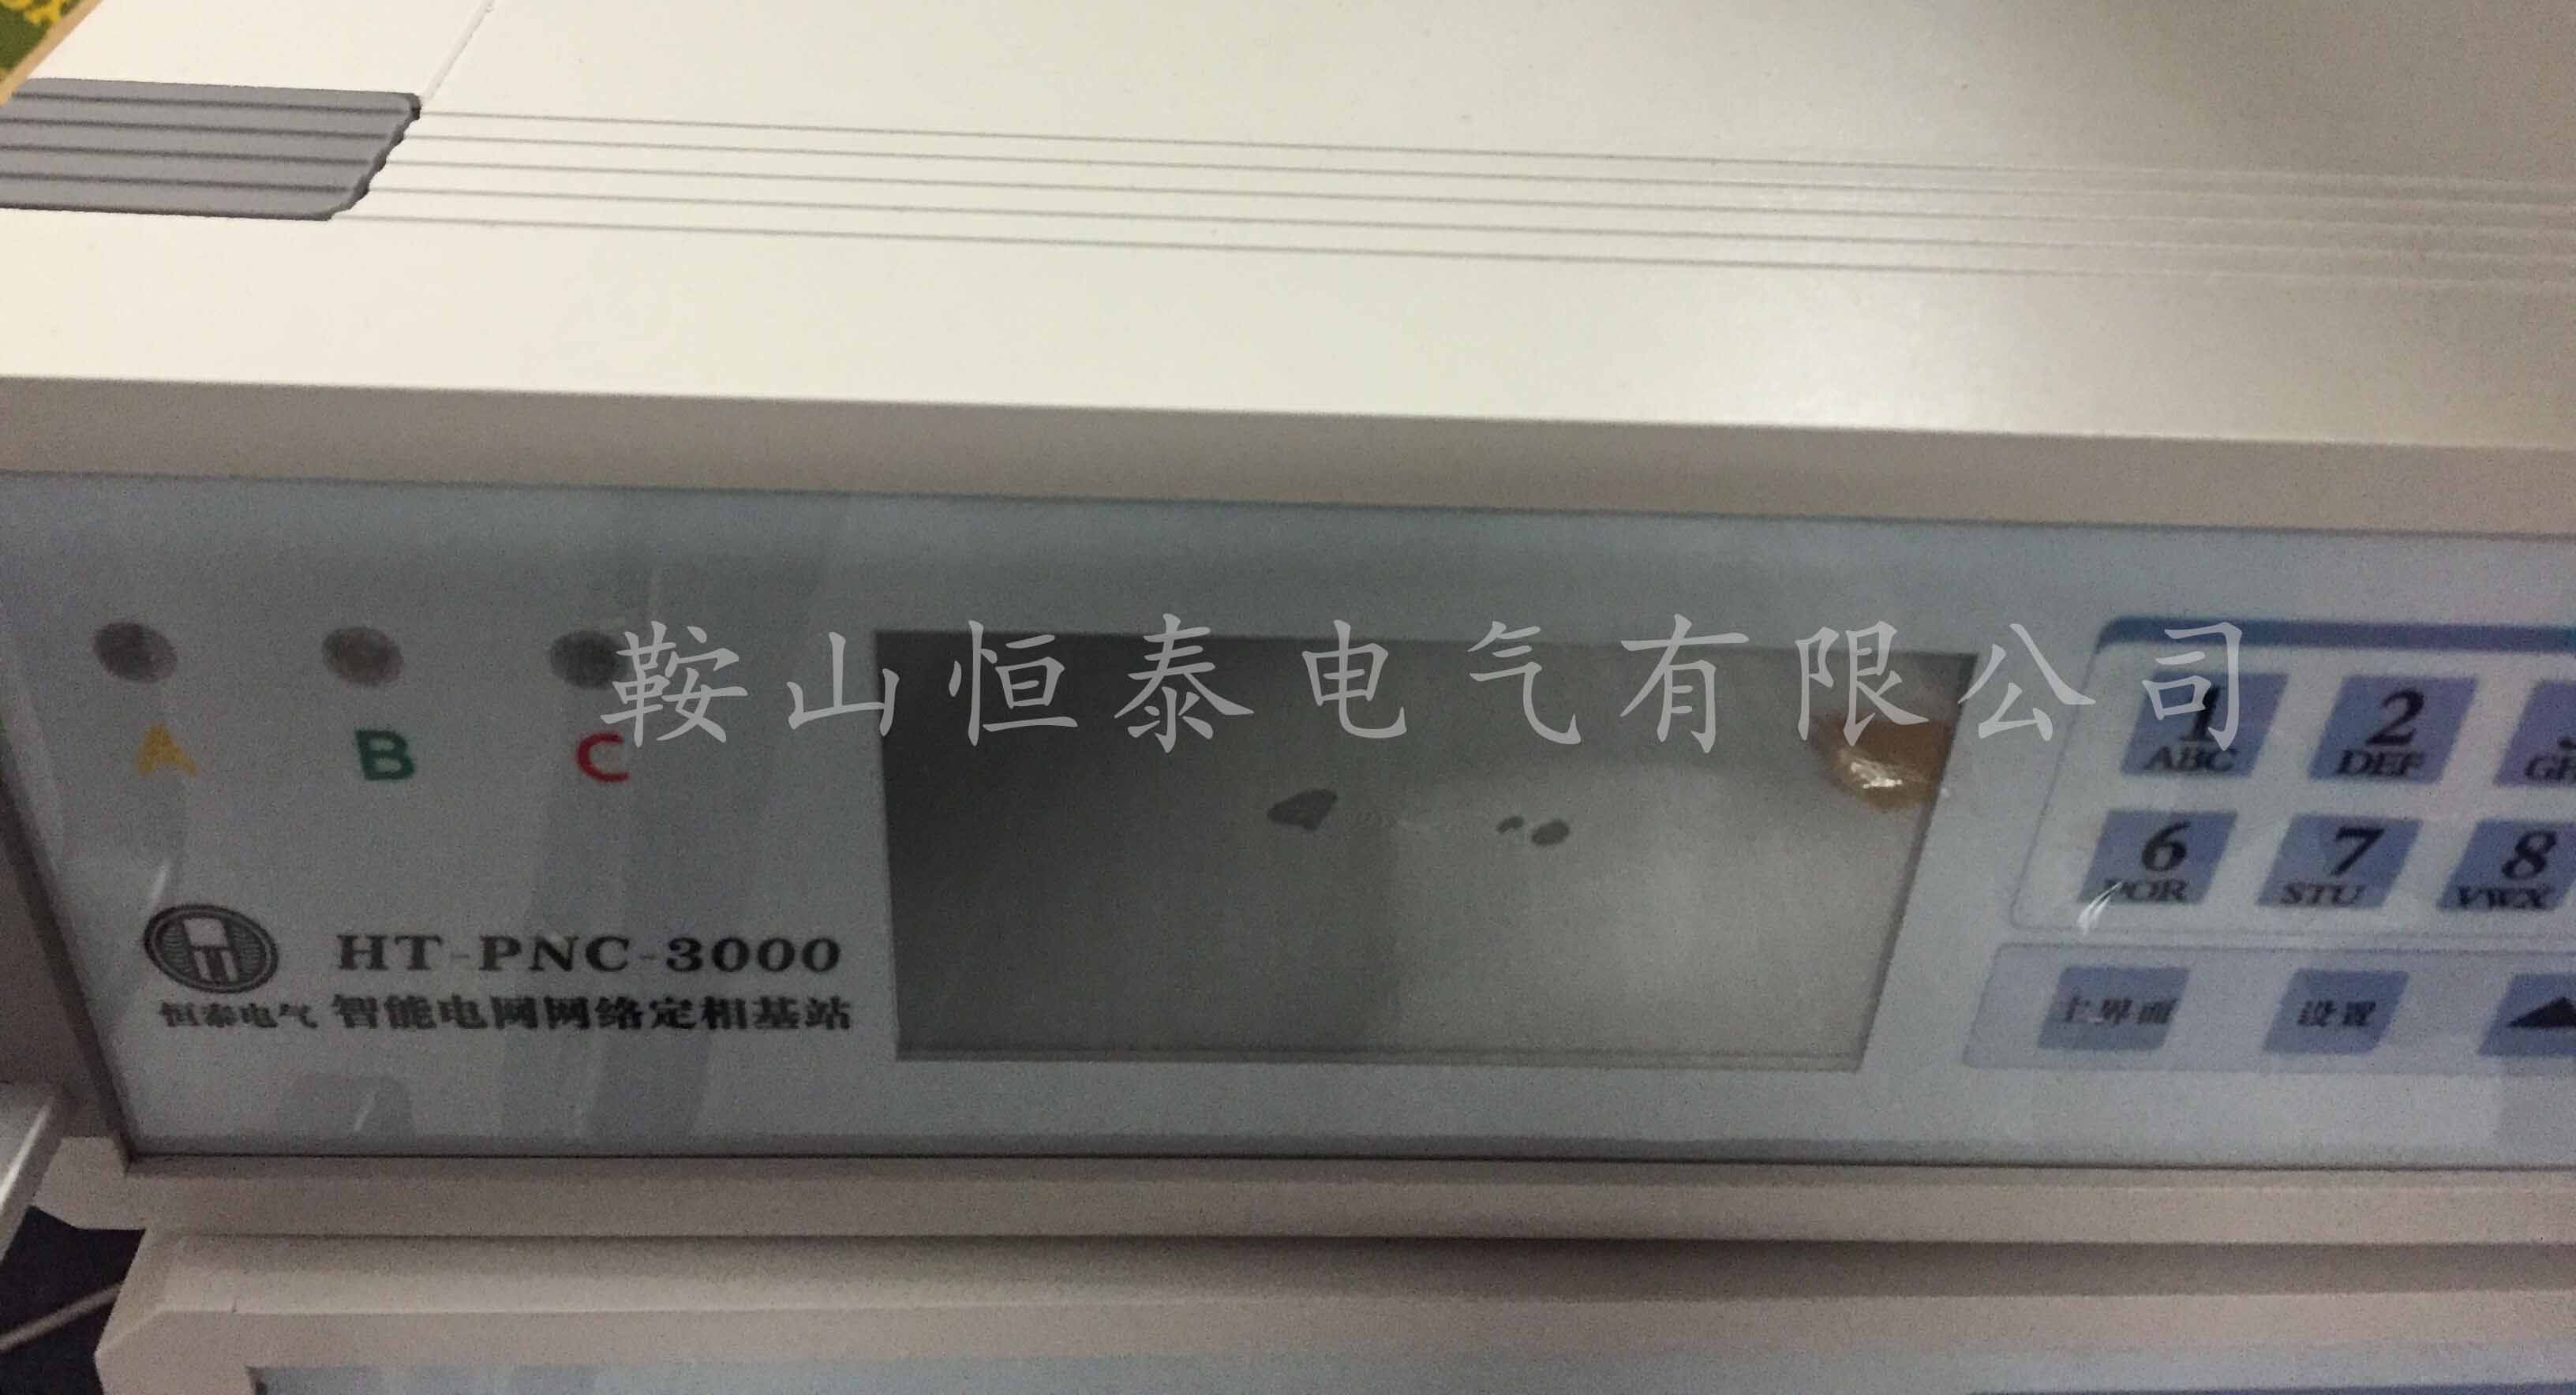 鞍山恒泰电气有限公司
A B C
1 2
ABC DEF
6 7 8
POR STU VWX
HT-PNC-3000
恒泰电气 智能电网网络定相基站
主界面 设置